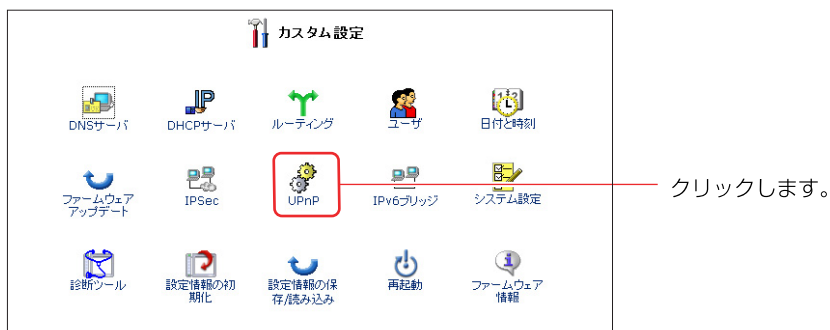 カスタム設定
DNSサーバ
DHCPサーバ
ルーティング
ユーザ
日付と時刻
ファームウェア
アップデート
IPSec
UPnP
IPv6ブリッジ
システム設定
クリックします。
診断ツール
設定情報の初
期化
設定情報の保
存/読み込み
再起動
ファームウェア
情報